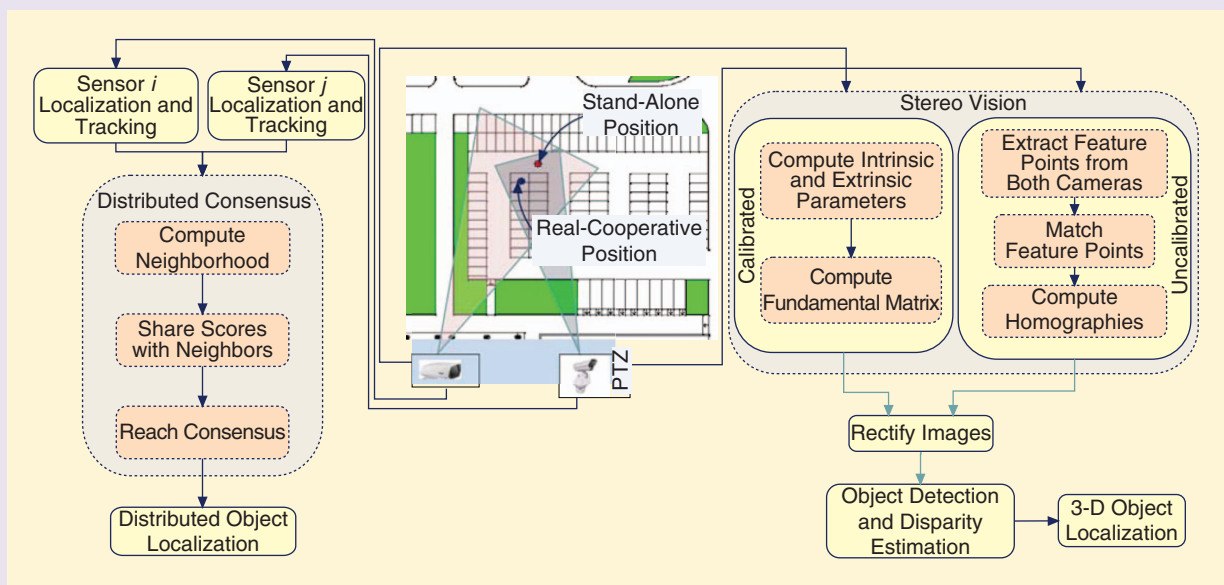 Sensor i
Localization and
Tracking
Sensor j
Localization and
Tracking
Distributed Consensus
Compute
Neighborhood
Share Scores
with Neighbors
Reach Consensus
Distributed Object
Localization
Stand-Alone
Position
Real-Cooperative
Position
PTZ
Stereo Vision
Calibrated
Compute Intrinsic
and Extrinsic
Parameters
Compute
Fundamental Matrix
Extract Feature
Points from
Both Cameras
Match
Feature Points
Compute
Homographies
Uncalibrated
Rectify Images
Object Detection
and Disparity
Estimation
3-D Object
Localization